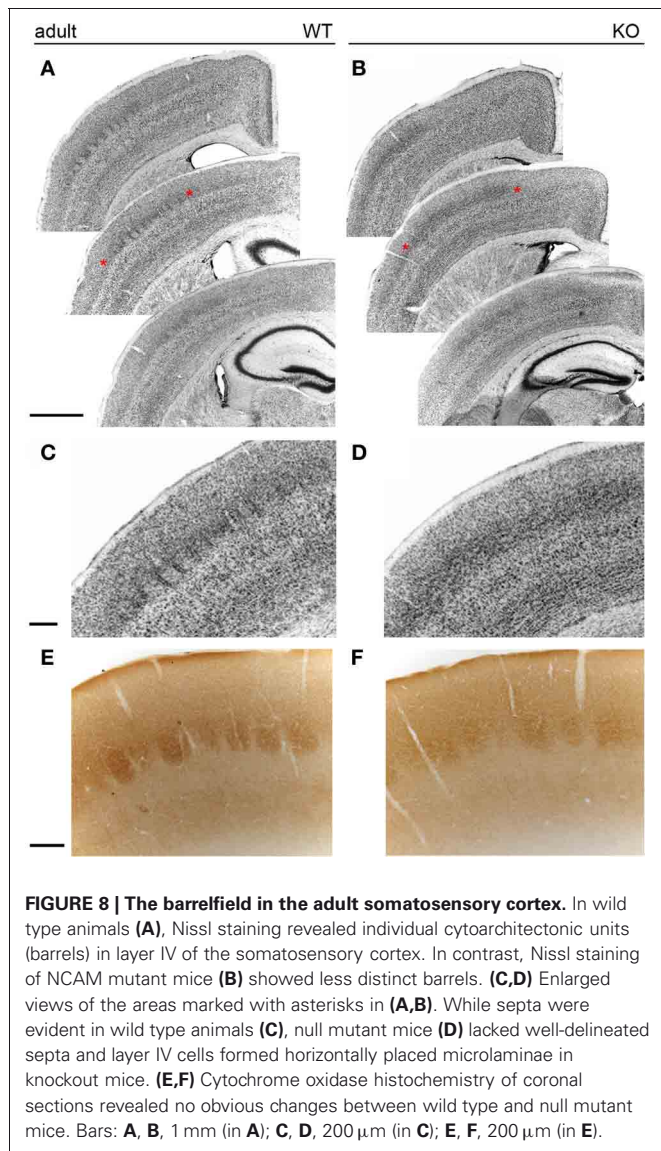 adult WT KO
A B
C D
E F
FIGURE 8 | The barrelfield in the adult somatosensory cortex. In wild
type animals (A), Nissl staining revealed individual cytoarchitectonic units
(barrels) in layer IV of the somatosensory cortex. In contrast, Nissl staining
of NCAM mutant mice (B) showed less distinct barrels. (C,D) Enlarged
views of the areas marked with asterisks in (A,B). While septa were
evident in wild type animals (C), null mutant mice (D) lacked well-delineated
septa and layer IV cells formed horizontally placed microlaminae in
knockout mice. (E,F) Cytochrome oxidase histochemistry of coronal
sections revealed no obvious changes between wild type and null mutant
mice. Bars: A, B, 1 mm (in A); C, D, 200 μm (in C); E, F, 200 μm (in E).